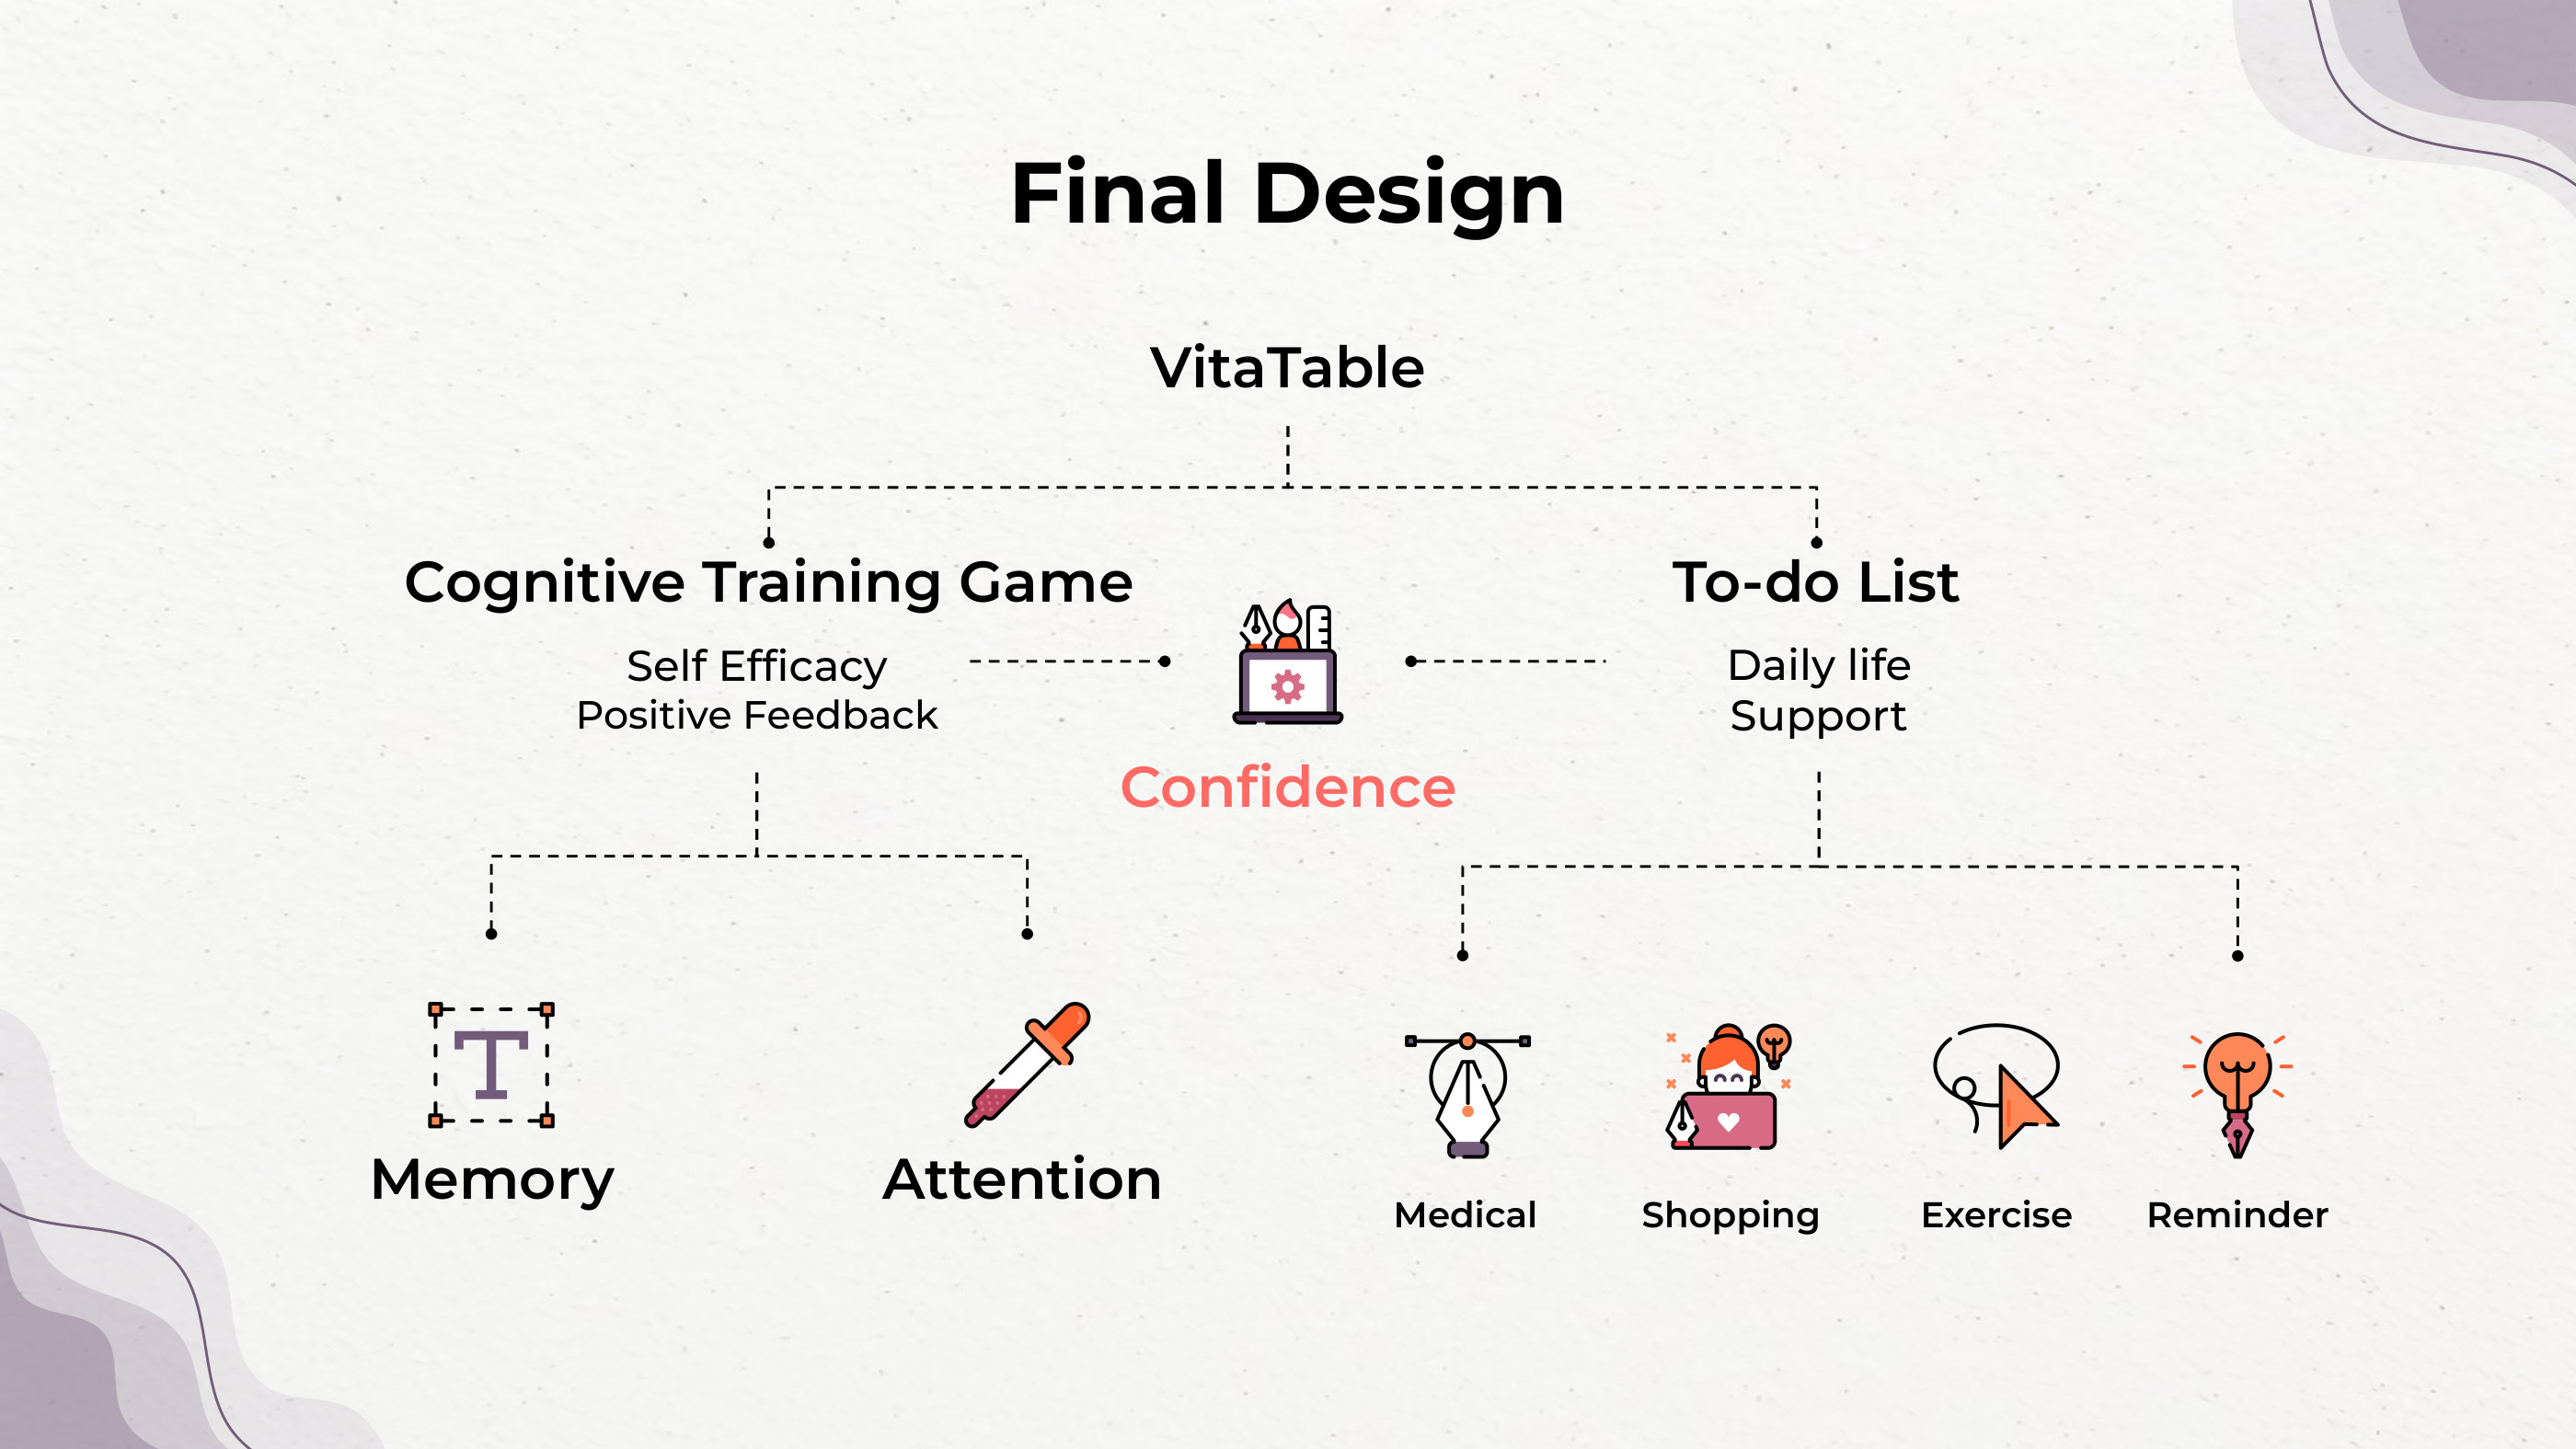 Final Design
VitaTable
Cognitive Training Game
To-do List
Self Efficacy
Positive Feedback
Daily life
Support
Confidence
T
Memory
Attention
Medical
Shopping
Exercise
Reminder